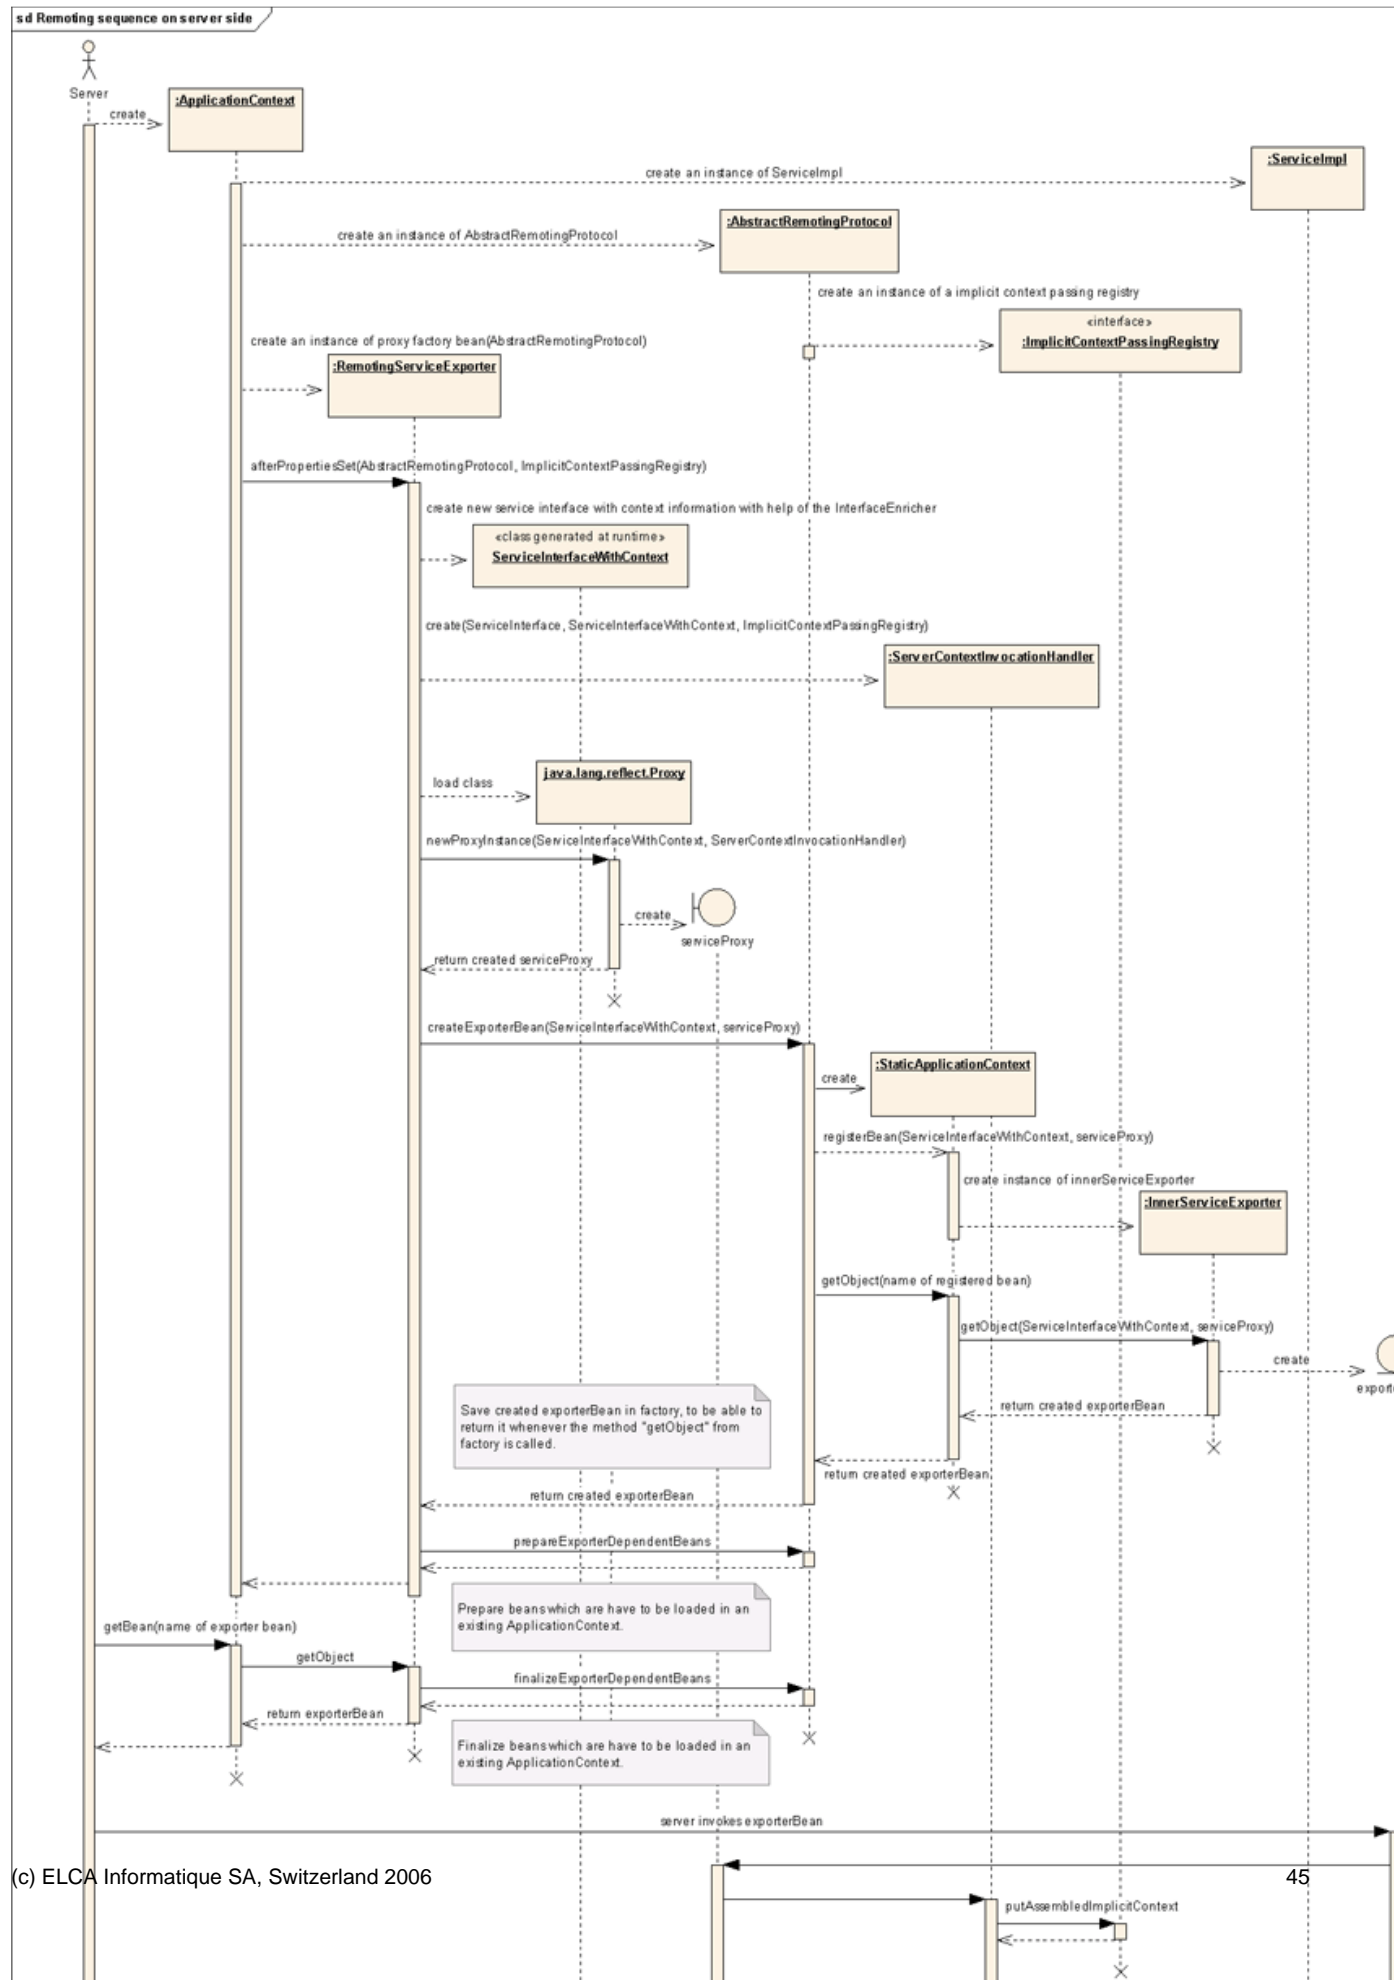 sd Remoting sequence on server side
Server
create
:ApplicationContext
create an instance of ServiceImpl
:ServiceImpl
create an instance of AbstractRemotingProtocol
:AbstractRemotingProtocol
create an instance of a implicit context passing registry
«interface»
:ImplicitContextPassingRegistry
create an instance of proxy factory bean(AbstractRemotingProtocol)
:RemotingServiceExporter
afterPropertiesSet(AbstractRemotingProtocol, ImplicitContextPassingRegistry)
create new service interface with context information with help of the InterfaceEnricher
«class generated at runtime»
ServiceInterfaceWithContext
create(ServiceInterface, ServiceInterfaceWithContext, ImplicitContextPassingRegistry)
:ServerContextInvocationHandler
load class
java.lang.reflect.Proxy
newProxyInstance(ServiceInterfaceWithContext, ServerContextInvocationHandler)
create
serviceProxy
return created serviceProxy
createExporterBean(ServiceInterfaceWithContext, serviceProxy)
:StaticApplicationContext
create
registerBean(ServiceInterfaceWithContext, serviceProxy)
create instance of innerServiceExporter
:InnerServiceExporter
getObject(name of registered bean)
getObject(ServiceInterfaceWithContext, serviceProxy)
create
Save created exporterBean in factory, to be able to
return it whenever the method "getObject" from
factory is called.
return created exporterBean
return created exporterBean
return created exporterBean
prepareExporterDependentBeans
Prepare beans which are have to be loaded in an
existing ApplicationContext.
getBean(name of exporter bean)
getObject
finalizeExporterDependentBeans
return exporterBean
Finalize beans which are have to be loaded in an
existing ApplicationContext.
server invokes exporterBean
(c) ELCA Informatique SA, Switzerland 2006 45
putAssembledImplicitContext